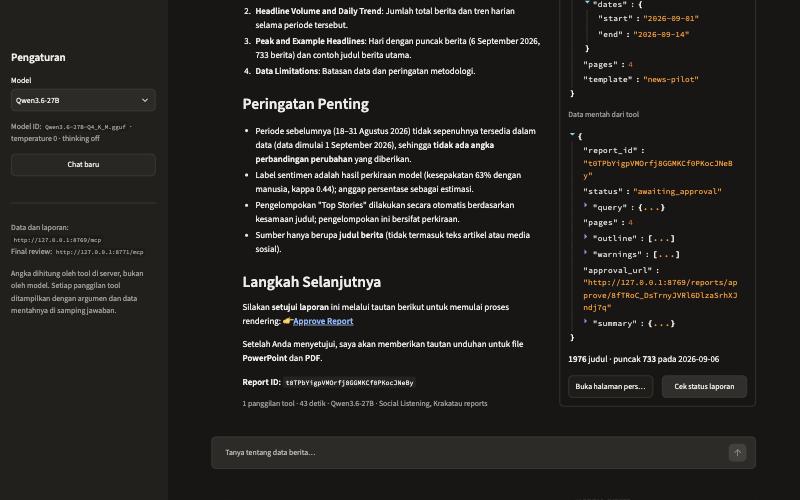 Pengaturan
Model
Qwen3.6-27B
Model ID: Qwen3.6-27B-Q4_K_M.gguf ·
temperature 0 · thinking off
Chat baru
Data dan laporan:
http://127.0.0.1:8769/mcp
Final review: http://127.0.0.1:8771/mcp
Angka dihitung oleh tool di server, bukan
oleh model. Setiap panggilan tool
ditampilkan dengan argumen dan data
mentahnya di samping jawaban.
2. Headline Volume and Daily Trend: Jumlah total berita dan tren harian
selama periode tersebut.
3. Peak and Example Headlines: Hari dengan puncak berita (6 September 2026,
733 berita) dan contoh judul berita utama.
4. Data Limitations: Batasan data dan peringatan metodologi.
Peringatan Penting
• Periode sebelumnya (18–31 Agustus 2026) tidak sepenuhnya tersedia dalam
data (data dimulai 1 September 2026), sehingga tidak ada angka
perbandingan perubahan yang diberikan.
• Label sentimen adalah hasil perkiraan model (kesepakatan 63% dengan
manusia, kappa 0.44); anggap persentase sebagai estimasi.
• Pengelompokan "Top Stories" dilakukan secara otomatis berdasarkan
kesamaan judul; pengelompokan ini bersifat perkiraan.
• Sumber hanya berupa judul berita (tidak termasuk teks artikel atau media
sosial).
Langkah Selanjutnya
Silakan setujui laporan ini melalui tautan berikut untuk memulai proses
rendering: 👉Approve Report
Setelah Anda menyetujui, saya akan memberikan tautan unduhan untuk file
PowerPoint dan PDF.
Report ID: t0TPbYigpVMOrfj8GGMKCf0PKocJNeBy
1 panggilan tool · 43 detik · Qwen3.6-27B · Social Listening, Krakatau reports
Tanya tentang data berita…
"dates" : {
"start" : "2026-09-01"
"end" : "2026-09-14"
}
"pages" : 4
"template" : "news-pilot"
}
Data mentah dari tool
{
"report_id" :
"t0TPbYigpVMOrfj8GGMKCf0PKocJNeB
y"
"status" : "awaiting_approval"
"query" : {...}
"pages" : 4
"outline" : [...]
"warnings" : [...]
"approval_url" :
"http://127.0.0.1:8769/reports/ap
prove/8fTRoC_DsTrnyJVRl6DlzaSrhXJ
ndj7q"
"summary" : {...}
}
1976 judul · puncak 733 pada 2026-09-06
Buka halaman pers…
Cek status laporan